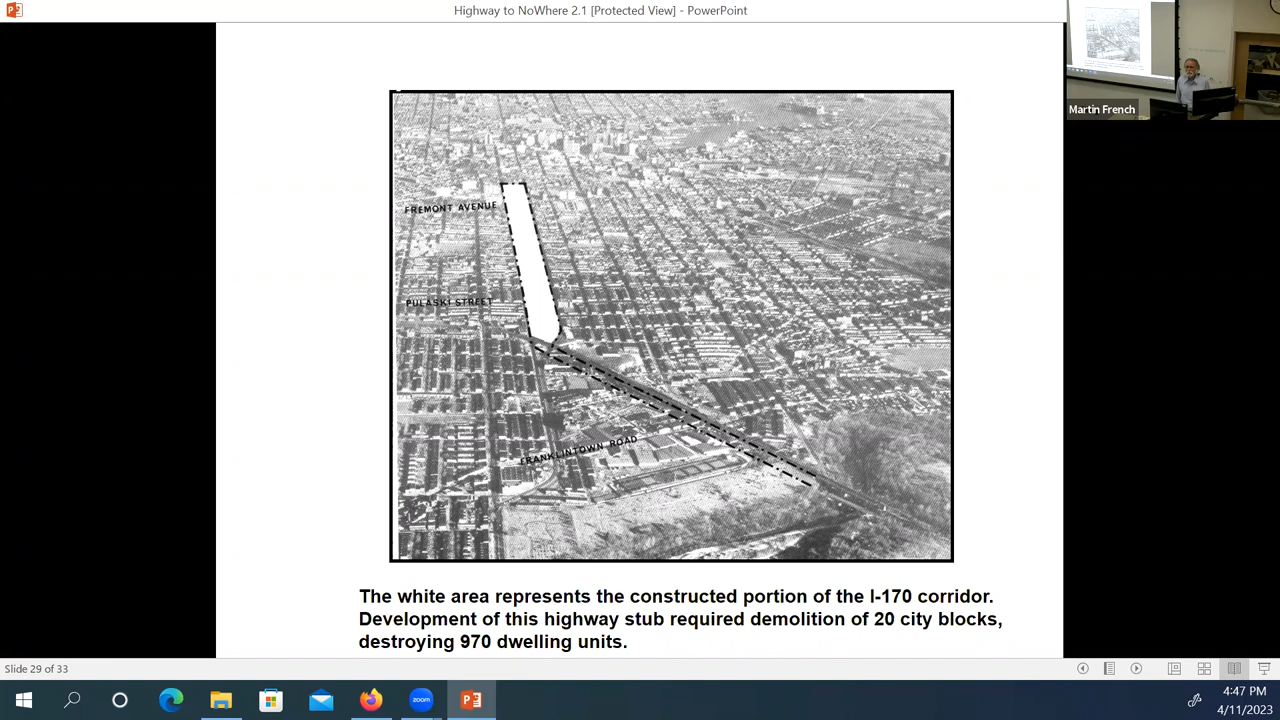 Highway to NoWhere 2.1 [Protected View] - PowerPoint
Martin French
FREMONT AVENUE
PULASKI STREET
FRANKLINTOWN ROAD
The white area represents the constructed portion of the I-170 corridor.
Development of this highway stub required demolition of 20 city blocks,
destroying 970 dwelling units.
Slide 29 of 33
zoom
4:47 PM
4/11/2023